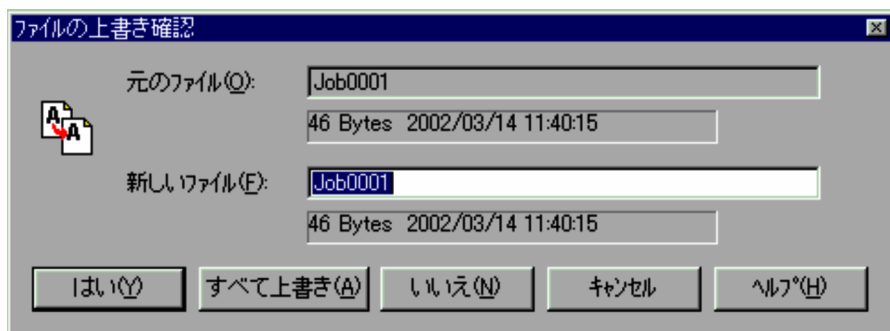 ファイルの上書き確認
元のファイル(O):
Job0001
46 Bytes 2002/03/14 11:40:15
新しいファイル(F):
Job0001
46 Bytes 2002/03/14 11:40:15
はい(Y) すべて上書き(A) いいえ(N) キャンセル ヘルプ(H)